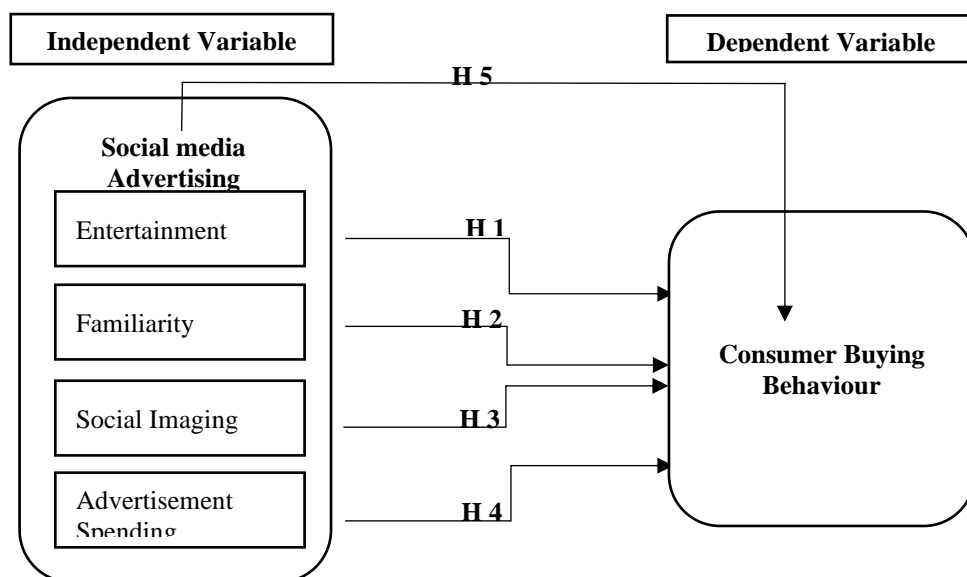 Independent Variable
Dependent Variable
H 5
Social media
Advertising
Entertainment
H 1
Familiarity
H 2
Consumer Buying
Behaviour
Social Imaging
H 3
Advertisement
Spending
H 4